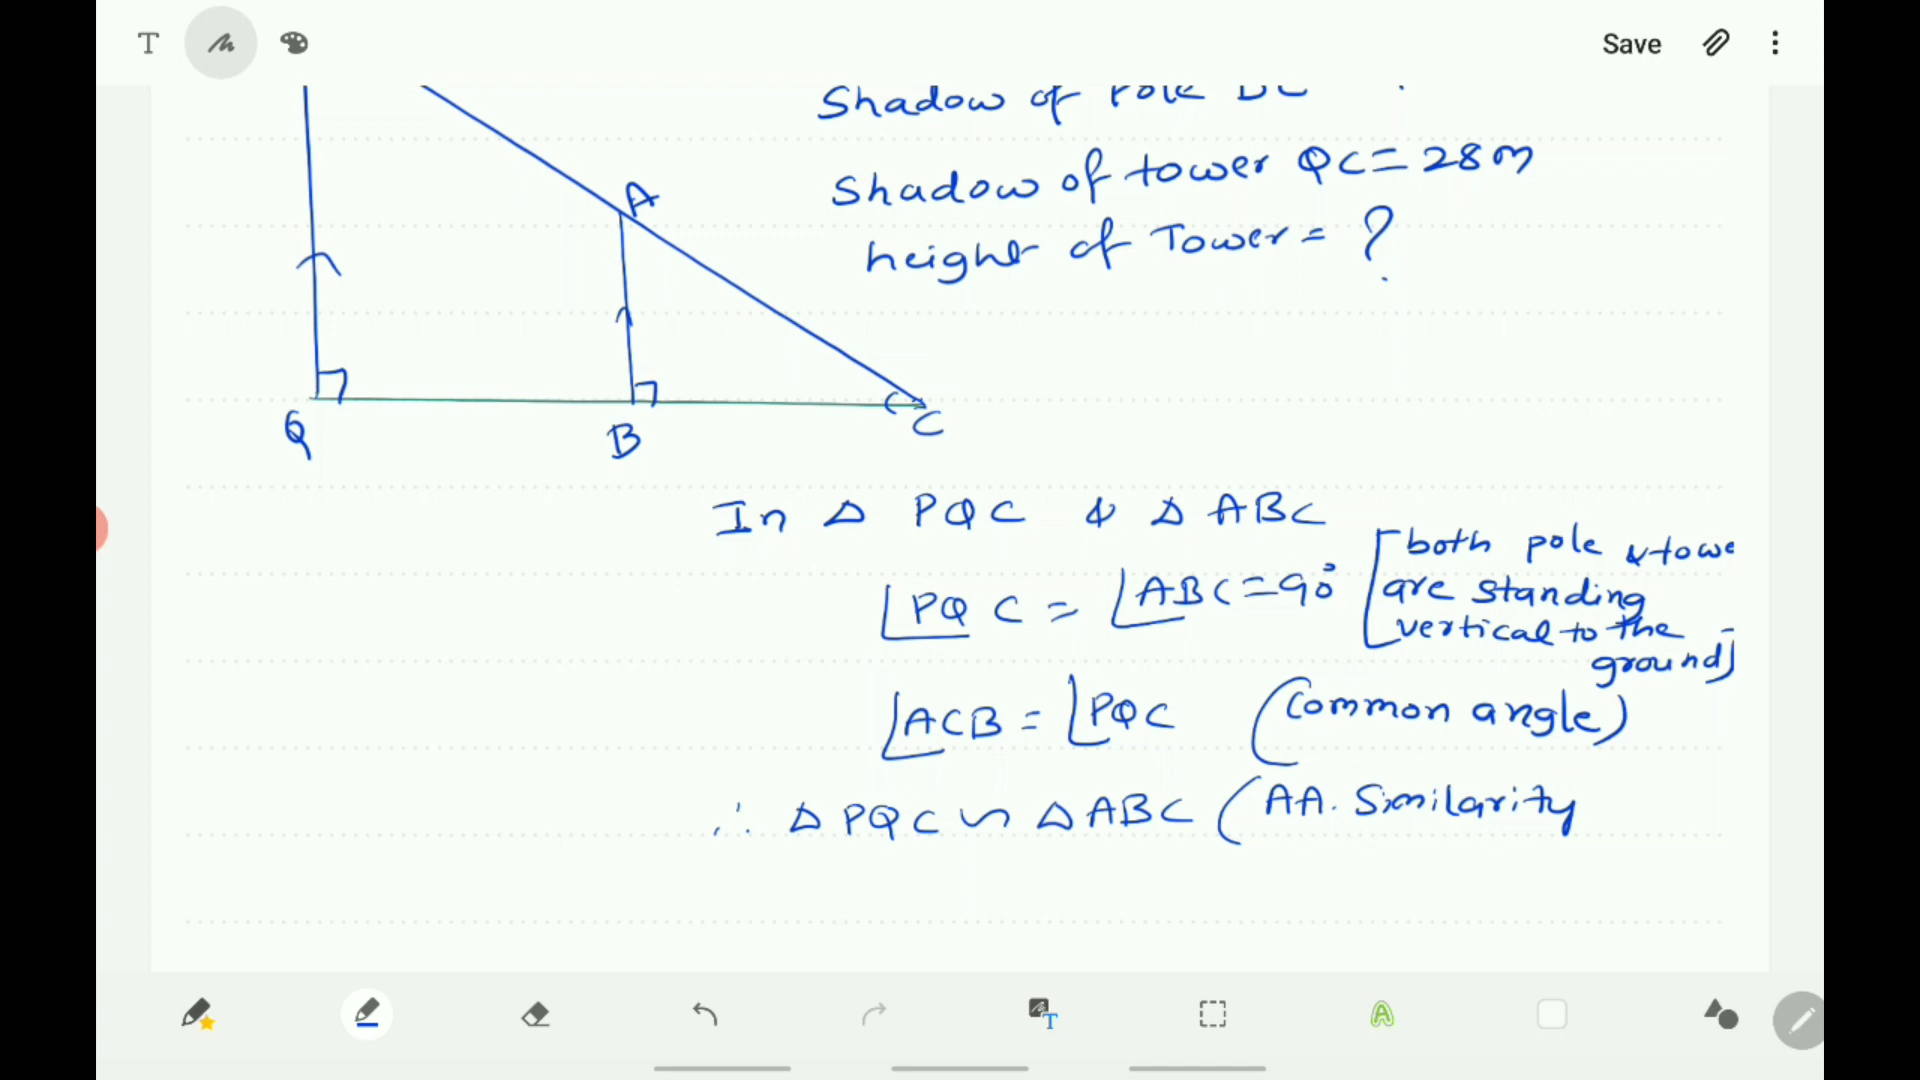 T
Save
Shadow of
Shadow of tower QC = 28m
height of Tower = ?
A
Q
B
C
In Δ PQC & Δ ABC
∠PQC = ∠ABC = 90° [both pole & towe
are standing
vertical to the
ground]
∠ACB = ∠PQC (Common angle)
∴ Δ PQC ∽ Δ ABC (AA. Similarity
T
A